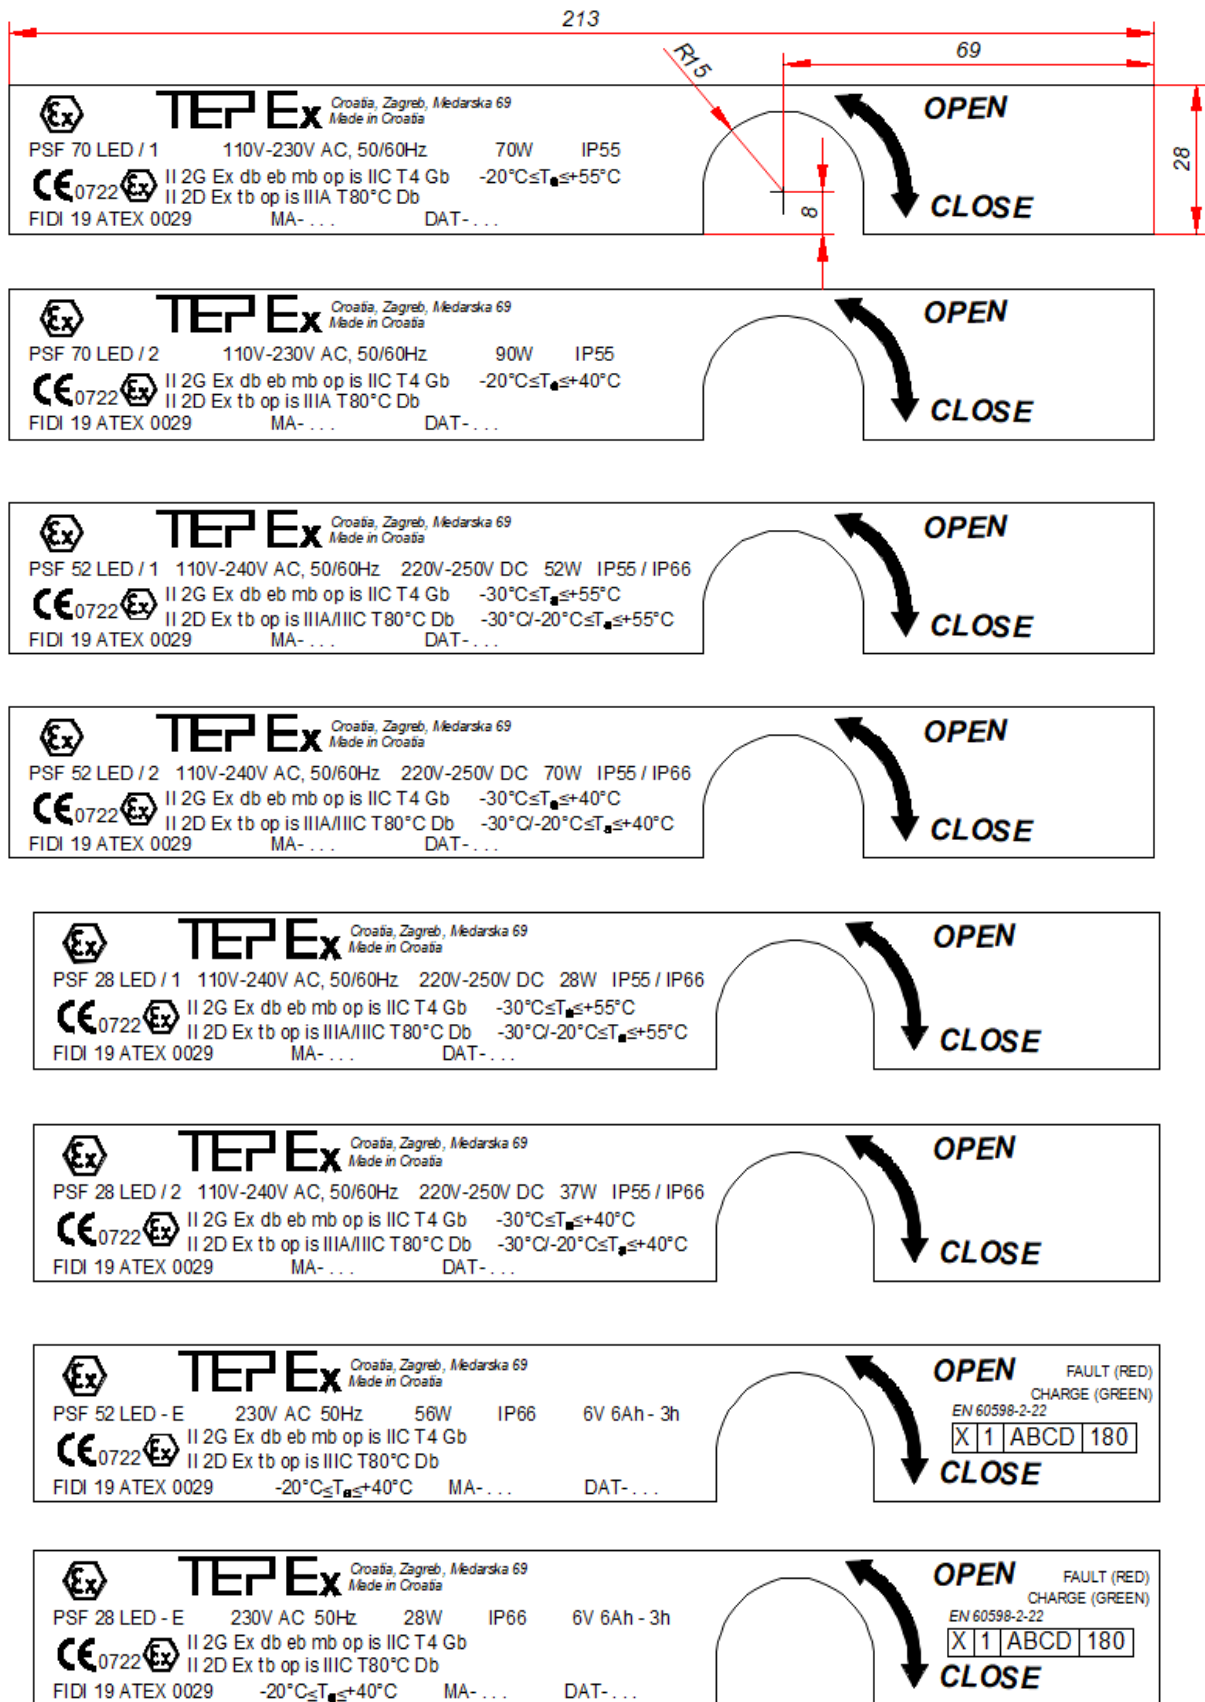 213
69
R15
28
8
Ex TEP Ex Croatia, Zagreb, Medarska 69
Made in Croatia
OPEN
PSF 70 LED / 1 110V-230V AC, 50/60Hz 70W IP55
CE 0722 Ex II 2G Ex db eb mb op is IIC T4 Gb -20°C≤Ta≤+55°C
II 2D Ex tb op is IIIA T80°C Db
CLOSE
FIDI 19 ATEX 0029 MA- . . . DAT- . . .
Ex TEP Ex Croatia, Zagreb, Medarska 69
Made in Croatia
OPEN
PSF 70 LED / 2 110V-230V AC, 50/60Hz 90W IP55
CE 0722 Ex II 2G Ex db eb mb op is IIC T4 Gb -20°C≤Ta≤+40°C
II 2D Ex tb op is IIIA T80°C Db
CLOSE
FIDI 19 ATEX 0029 MA- . . . DAT- . . .
Ex TEP Ex Croatia, Zagreb, Medarska 69
Made in Croatia
OPEN
PSF 52 LED / 1 110V-240V AC, 50/60Hz 220V-250V DC 52W IP55 / IP66
CE 0722 Ex II 2G Ex db eb mb op is IIC T4 Gb -30°C≤Ta≤+55°C
II 2D Ex tb op is IIIA/IIIC T80°C Db -30°C/-20°C≤Ta≤+55°C
CLOSE
FIDI 19 ATEX 0029 MA- . . . DAT- . . .
Ex TEP Ex Croatia, Zagreb, Medarska 69
Made in Croatia
OPEN
PSF 52 LED / 2 110V-240V AC, 50/60Hz 220V-250V DC 70W IP55 / IP66
CE 0722 Ex II 2G Ex db eb mb op is IIC T4 Gb -30°C≤Ta≤+40°C
II 2D Ex tb op is IIIA/IIIC T80°C Db -30°C/-20°C≤Ta≤+40°C
CLOSE
FIDI 19 ATEX 0029 MA- . . . DAT- . . .
Ex TEP Ex Croatia, Zagreb, Medarska 69
Made in Croatia
OPEN
PSF 28 LED / 1 110V-240V AC, 50/60Hz 220V-250V DC 28W IP55 / IP66
CE 0722 Ex II 2G Ex db eb mb op is IIC T4 Gb -30°C≤Ta≤+55°C
II 2D Ex tb op is IIIA/IIIC T80°C Db -30°C/-20°C≤Ta≤+55°C
CLOSE
FIDI 19 ATEX 0029 MA- . . . DAT- . . .
Ex TEP Ex Croatia, Zagreb, Medarska 69
Made in Croatia
OPEN
PSF 28 LED / 2 110V-240V AC, 50/60Hz 220V-250V DC 37W IP55 / IP66
CE 0722 Ex II 2G Ex db eb mb op is IIC T4 Gb -30°C≤Ta≤+40°C
II 2D Ex tb op is IIIA/IIIC T80°C Db -30°C/-20°C≤Ta≤+40°C
CLOSE
FIDI 19 ATEX 0029 MA- . . . DAT- . . .
Ex TEP Ex Croatia, Zagreb, Medarska 69
Made in Croatia
OPEN FAULT (RED)
CHARGE (GREEN)
PSF 52 LED - E 230V AC 50Hz 56W IP66 6V 6Ah - 3h
EN 60598-2-22
CE 0722 Ex II 2G Ex db eb mb op is IIC T4 Gb
X 1 ABCD 180
II 2D Ex tb op is IIIC T80°C Db
CLOSE
FIDI 19 ATEX 0029 -20°C≤Ta≤+40°C MA- . . . DAT- . . .
Ex TEP Ex Croatia, Zagreb, Medarska 69
Made in Croatia
OPEN FAULT (RED)
CHARGE (GREEN)
PSF 28 LED - E 230V AC 50Hz 28W IP66 6V 6Ah - 3h
EN 60598-2-22
CE 0722 Ex II 2G Ex db eb mb op is IIC T4 Gb
X 1 ABCD 180
II 2D Ex tb op is IIIC T80°C Db
CLOSE
FIDI 19 ATEX 0029 -20°C≤Ta≤+40°C MA- . . . DAT- . . .